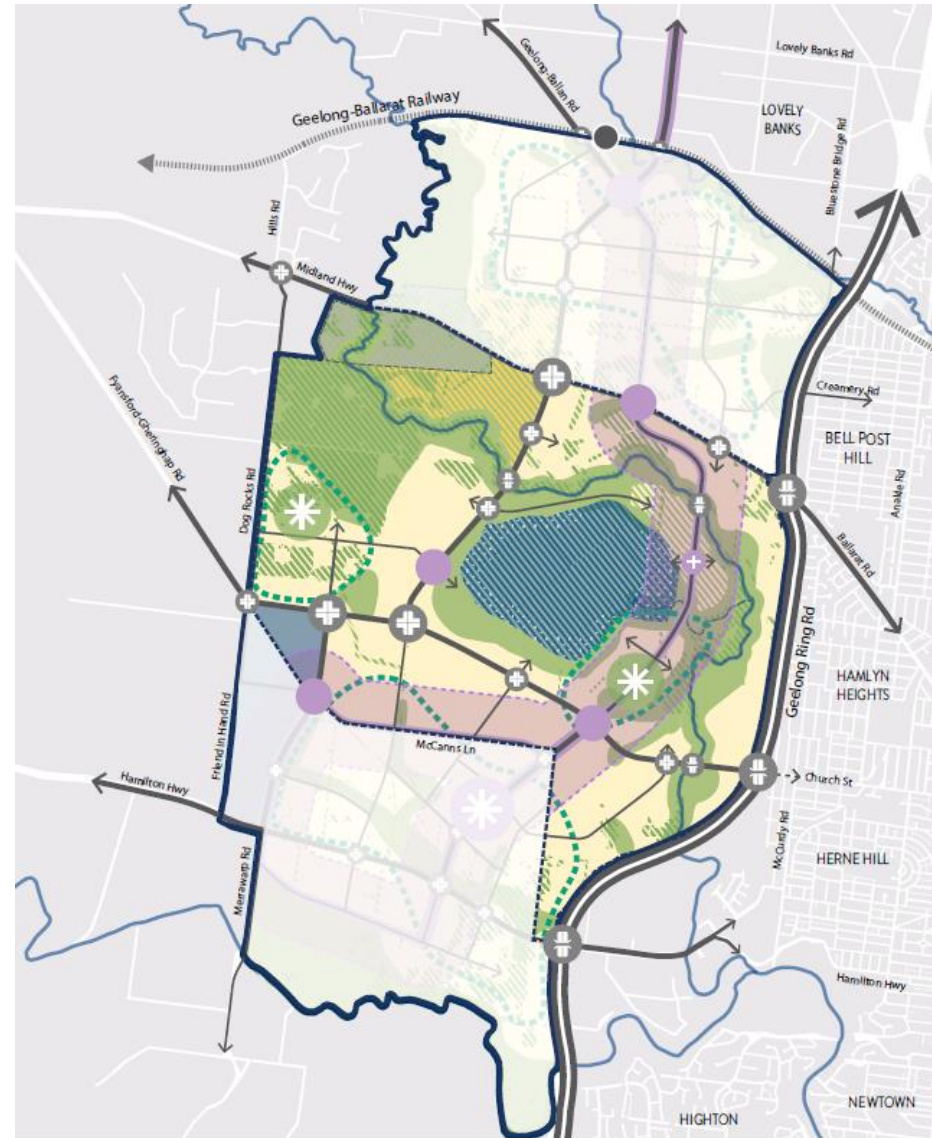 Lovely Banks Rd
Geelong-Ballan Rd
LOVELY
BANKS
Geelong-Ballarat Railway
Bluestone Bridge Rd
Hills Rd
Midland Hwy
Creamery Rd
Fyansford-Gheringhap Rd
BELL POST
HILL
Anakie Rd
Dog Rocks Rd
Ballarat Rd
Geelong Ring Rd
HAMLYN
HEIGHTS
Friend in Hand Rd
McCanns Ln
Hamilton Hwy
Church St
McCurdy Rd
HERNE HILL
Merrawarp Rd
Hamilton Hwy
NEWTOWN
HIGHTON